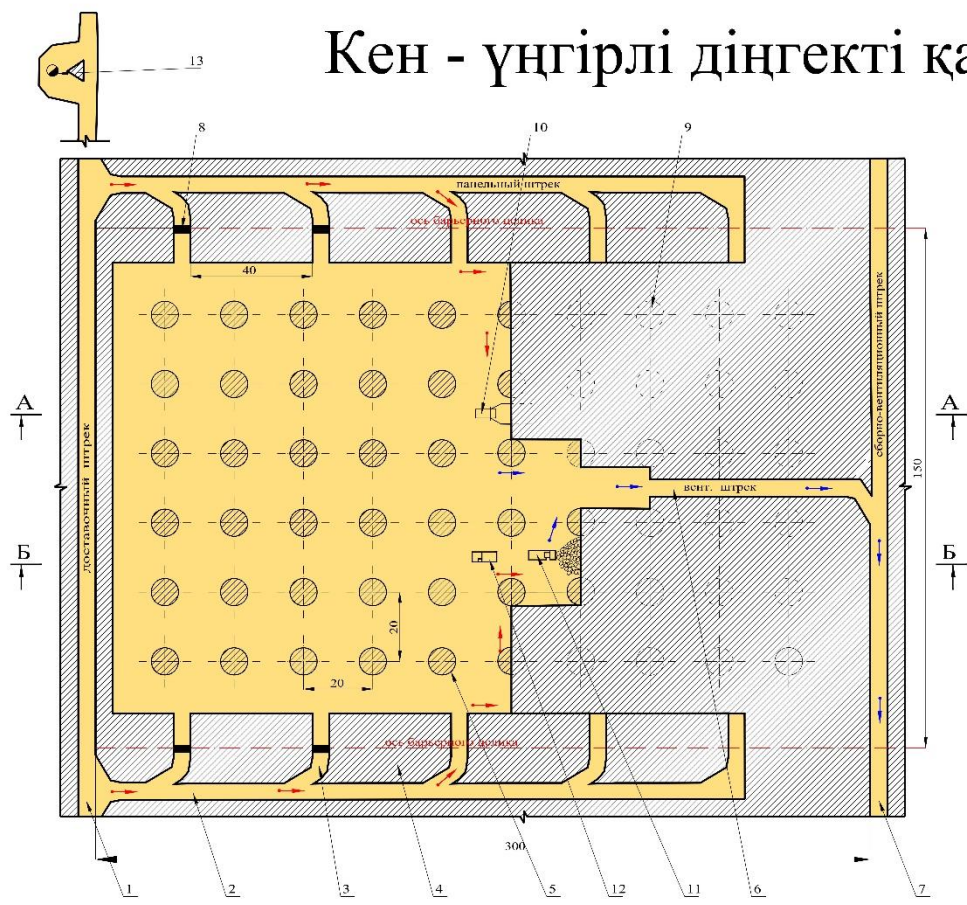 Кен - үңгірлі діңгекті қа
13
8
10
9
панельный штрек
ось барьерного целика
40
А
А
доставочный штрек
сборно-вентиляционный штрек
150
вент. штрек
Б
Б
20
20
ось барьерного целика
300
1
2
3
4
5
12
11
6
7